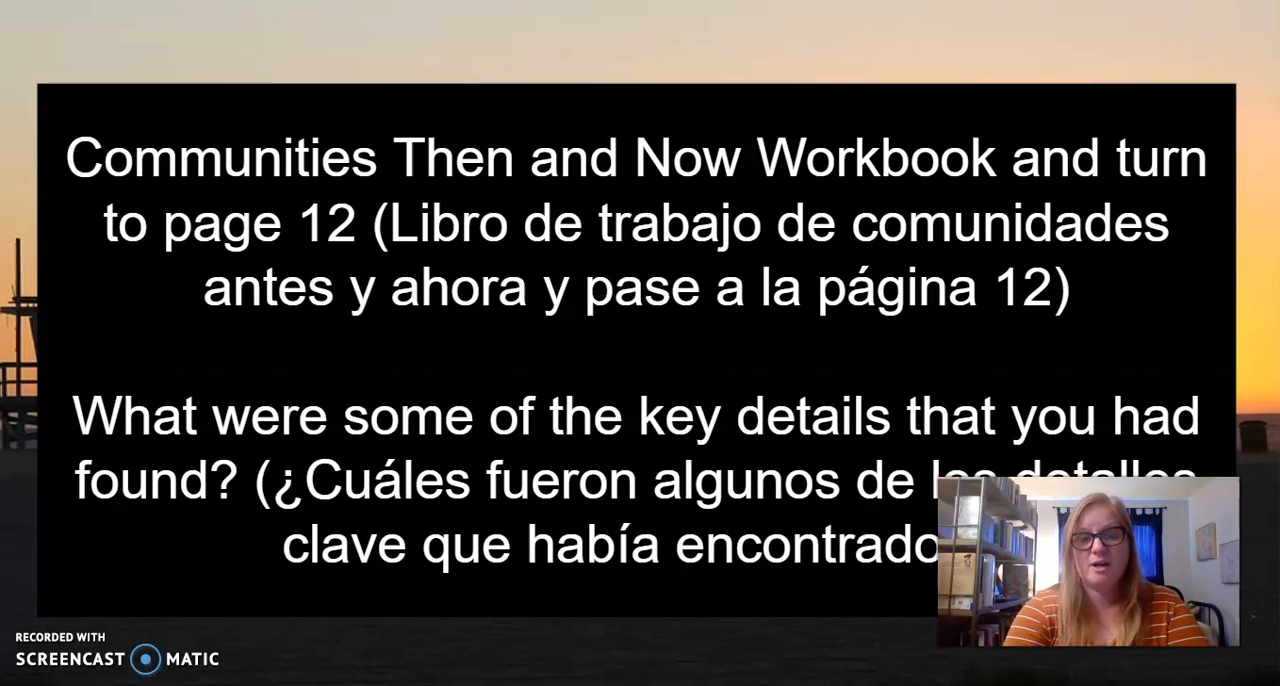 Communities Then and Now Workbook and turn
to page 12 (Libro de trabajo de comunidades
antes y ahora y pase a la página 12)
What were some of the key details that you had
found? (¿Cuáles fueron algunos de los detalles
clave que había encontrado
RECORDED WITH
SCREENCAST MATIC